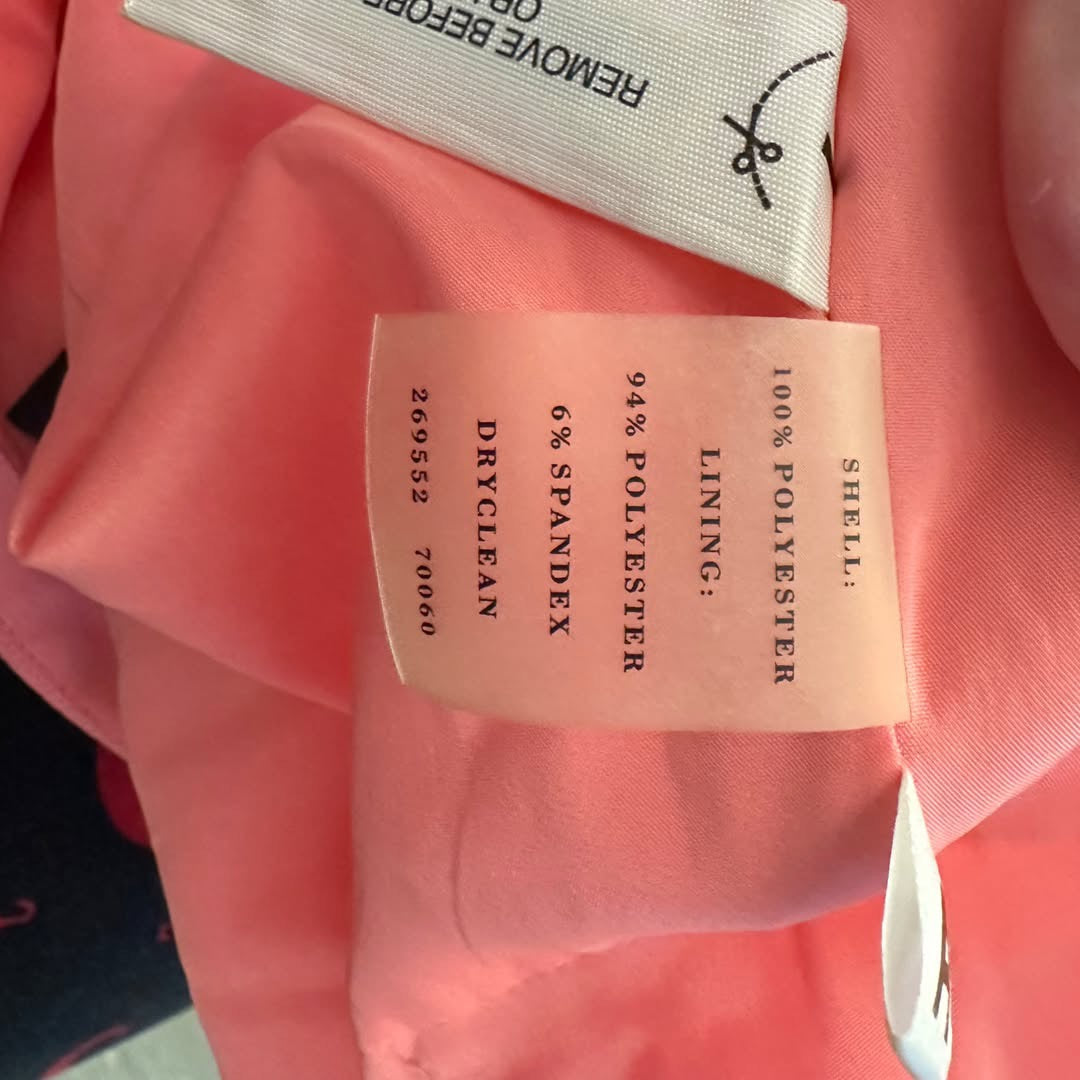 REMOVE BEFORE
SHELL:
100% POLYESTER
LINING:
94% POLYESTER
6% SPANDEX
DRYCLEAN
269552 70060